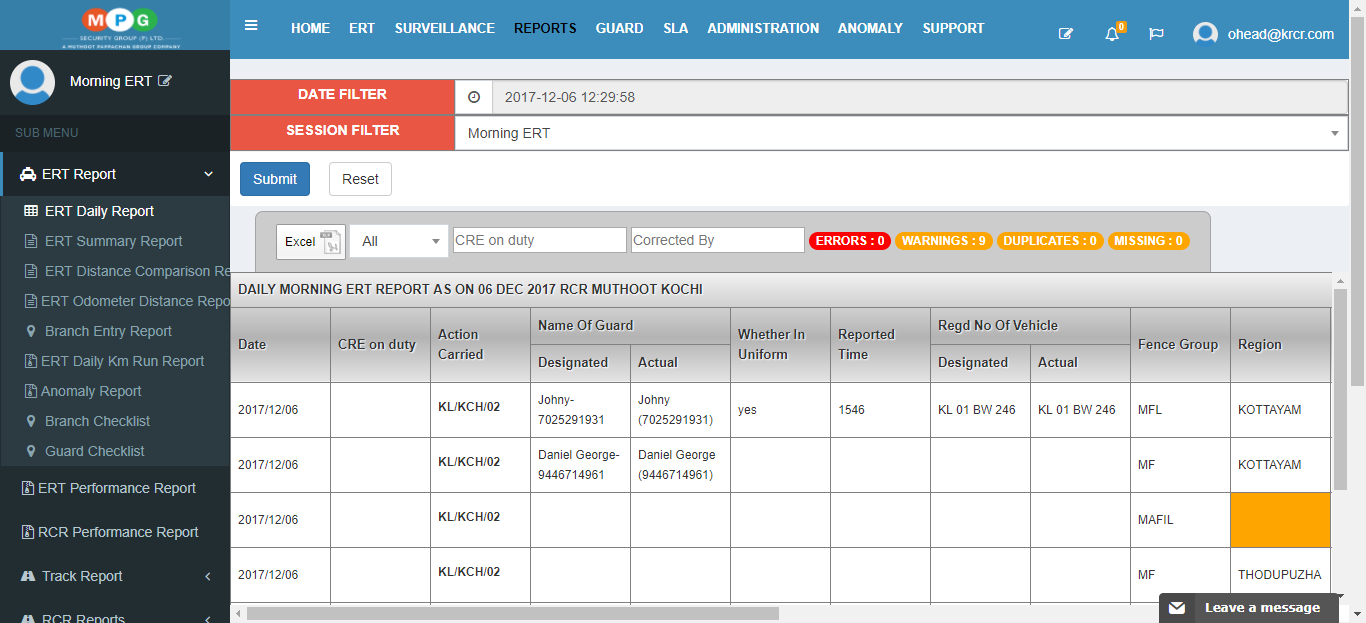 MPG
SECURITY GROUP (P) LTD.
A MUTHOOT PAPPACHAN GROUP COMPANY
HOME ERT SURVEILLANCE REPORTS GUARD SLA ADMINISTRATION ANOMALY SUPPORT
0
ohead@krcr.com
Morning ERT
SUB MENU
ERT Report
ERT Daily Report
ERT Summary Report
ERT Distance Comparison Re
ERT Odometer Distance Repo
Branch Entry Report
ERT Daily Km Run Report
Anomaly Report
Branch Checklist
Guard Checklist
ERT Performance Report
RCR Performance Report
Track Report
RCR Reports
DATE FILTER 2017-12-06 12:29:58
SESSION FILTER Morning ERT
Submit Reset
Excel All CRE on duty Corrected By ERRORS : 0 WARNINGS : 9 DUPLICATES : 0 MISSING : 0
DAILY MORNING ERT REPORT AS ON 06 DEC 2017 RCR MUTHOOT KOCHI
Date CRE on duty Action Carried Name Of Guard Whether In Uniform Reported Time Regd No Of Vehicle Fence Group Region
Designated Actual Designated Actual
2017/12/06 KL/KCH/02 Johny-7025291931 Johny (7025291931) yes 1546 KL 01 BW 246 KL 01 BW 246 MFL KOTTAYAM
2017/12/06 KL/KCH/02 Daniel George-9446714961 Daniel George (9446714961) MF KOTTAYAM
2017/12/06 KL/KCH/02 MAFIL
2017/12/06 KL/KCH/02 MF THODUPUZHA
Leave a message